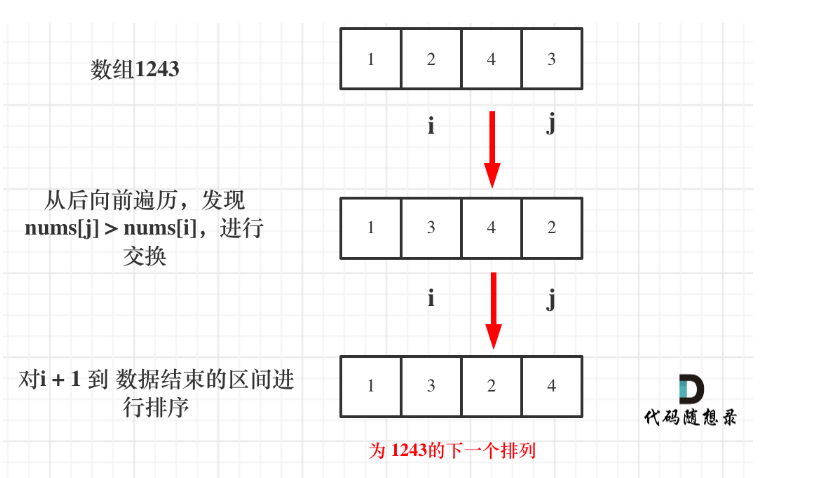 数组1243
1 2 4 3
i j
从后向前遍历，发现
nums[j] > nums[i]，进行
交换
1 3 4 2
i j
对i + 1 到 数据结束的区间进
行排序
1 3 2 4
代码随想录
为 1243的下一个排列